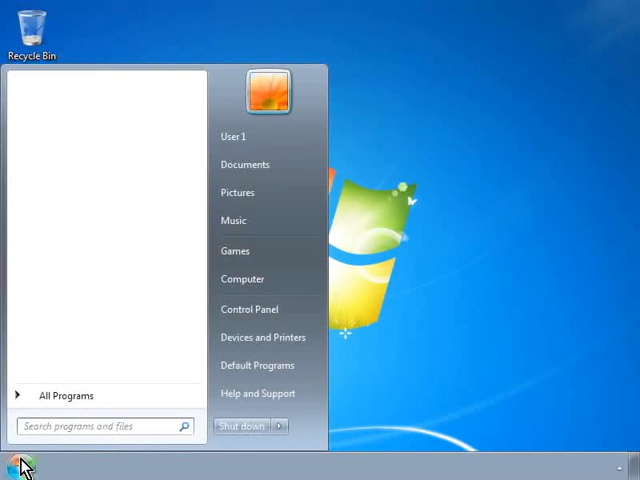 Recycle Bin
User 1
Documents
Pictures
Music
Games
Computer
Control Panel
Devices and Printers
Default Programs
Help and Support
All Programs
Search programs and files
Shut down